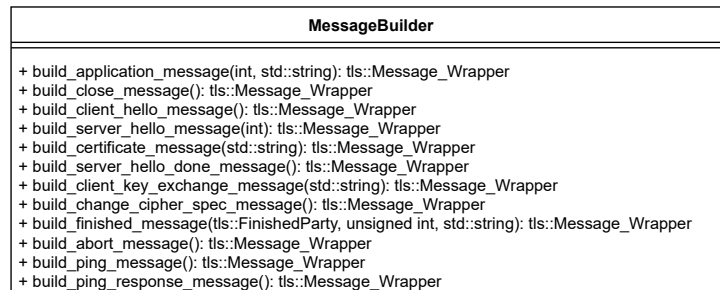 MessageBuilder
+ build_application_message(int, std::string): tls::Message_Wrapper
+ build_close_message(): tls::Message_Wrapper
+ build_client_hello_message(): tls::Message_Wrapper
+ build_server_hello_message(int): tls::Message_Wrapper
+ build_certificate_message(std::string): tls::Message_Wrapper
+ build_server_hello_done_message(): tls::Message_Wrapper
+ build_client_key_exchange_message(std::string): tls::Message_Wrapper
+ build_change_cipher_spec_message(): tls::Message_Wrapper
+ build_finished_message(tls::FinishedParty, unsigned int, std::string): tls::Message_Wrapper
+ build_abort_message(): tls::Message_Wrapper
+ build_ping_message(): tls::Message_Wrapper
+ build_ping_response_message(): tls::Message_Wrapper